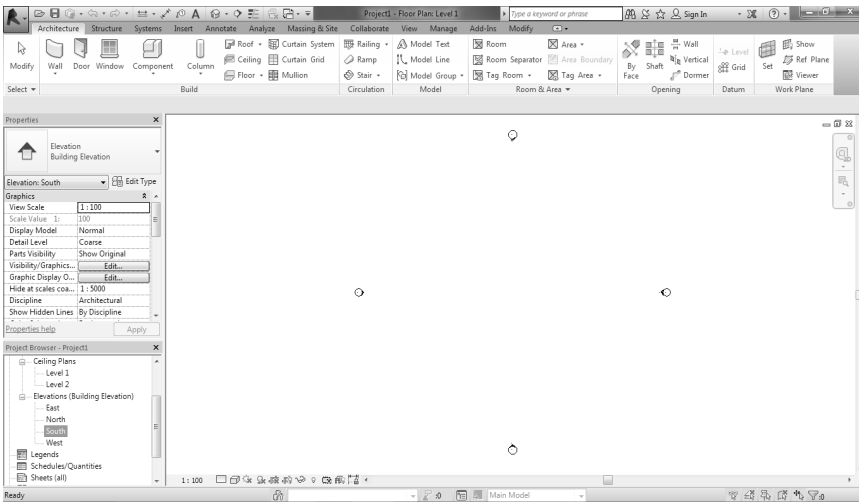 Project1 - Floor Plan: Level 1
Type a keyword or phrase
Sign In
Architecture Structure Systems Insert Annotate Analyze Massing & Site Collaborate View Manage Add-Ins Modify
Modify
Wall
Door
Window
Component
Column
Roof
Ceiling
Floor
Curtain System
Curtain Grid
Mullion
Railing
Ramp
Stair
Model Text
Model Line
Model Group
Room
Room Separator
Tag Room
Area
Area Boundary
Tag Area
By Face
Shaft
Wall
Vertical
Dormer
Level
Grid
Set
Show
Ref Plane
Viewer
Select Build Circulation Model Room & Area Opening Datum Work Plane
Properties
Elevation
Building Elevation
Elevation: South Edit Type
Graphics
View Scale 1 : 100
Scale Value 1: 100
Display Model Normal
Detail Level Coarse
Parts Visibility Show Original
Visibility/Graphics... Edit...
Graphic Display O... Edit...
Hide at scales coa... 1 : 5000
Discipline Architectural
Show Hidden Lines By Discipline
Properties help Apply
Project Browser - Project1
Ceiling Plans
Level 1
Level 2
Elevations (Building Elevation)
East
North
South
West
Legends
Schedules/Quantities
Sheets (all)
1 : 100
Ready :0 Main Model :0